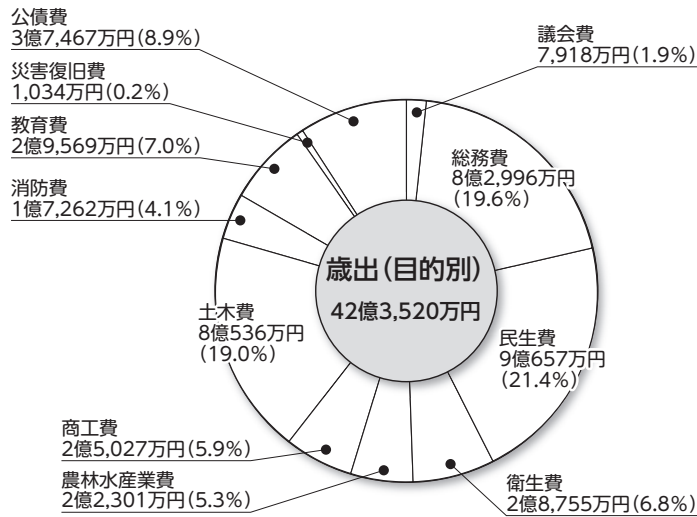 公債費
3億7,467万円(8.9%)
災害復旧費
1,034万円(0.2%)
教育費
2億9,569万円(7.0%)
消防費
1億7,262万円(4.1%)
議会費
7,918万円(1.9%)
総務費
8億2,996万円
(19.6%)
歳出(目的別)
42億3,520万円
土木費
8億536万円
(19.0%)
民生費
9億657万円
(21.4%)
商工費
2億5,027万円(5.9%)
農林水産業費
2億2,301万円(5.3%)
衛生費
2億8,755万円(6.8%)